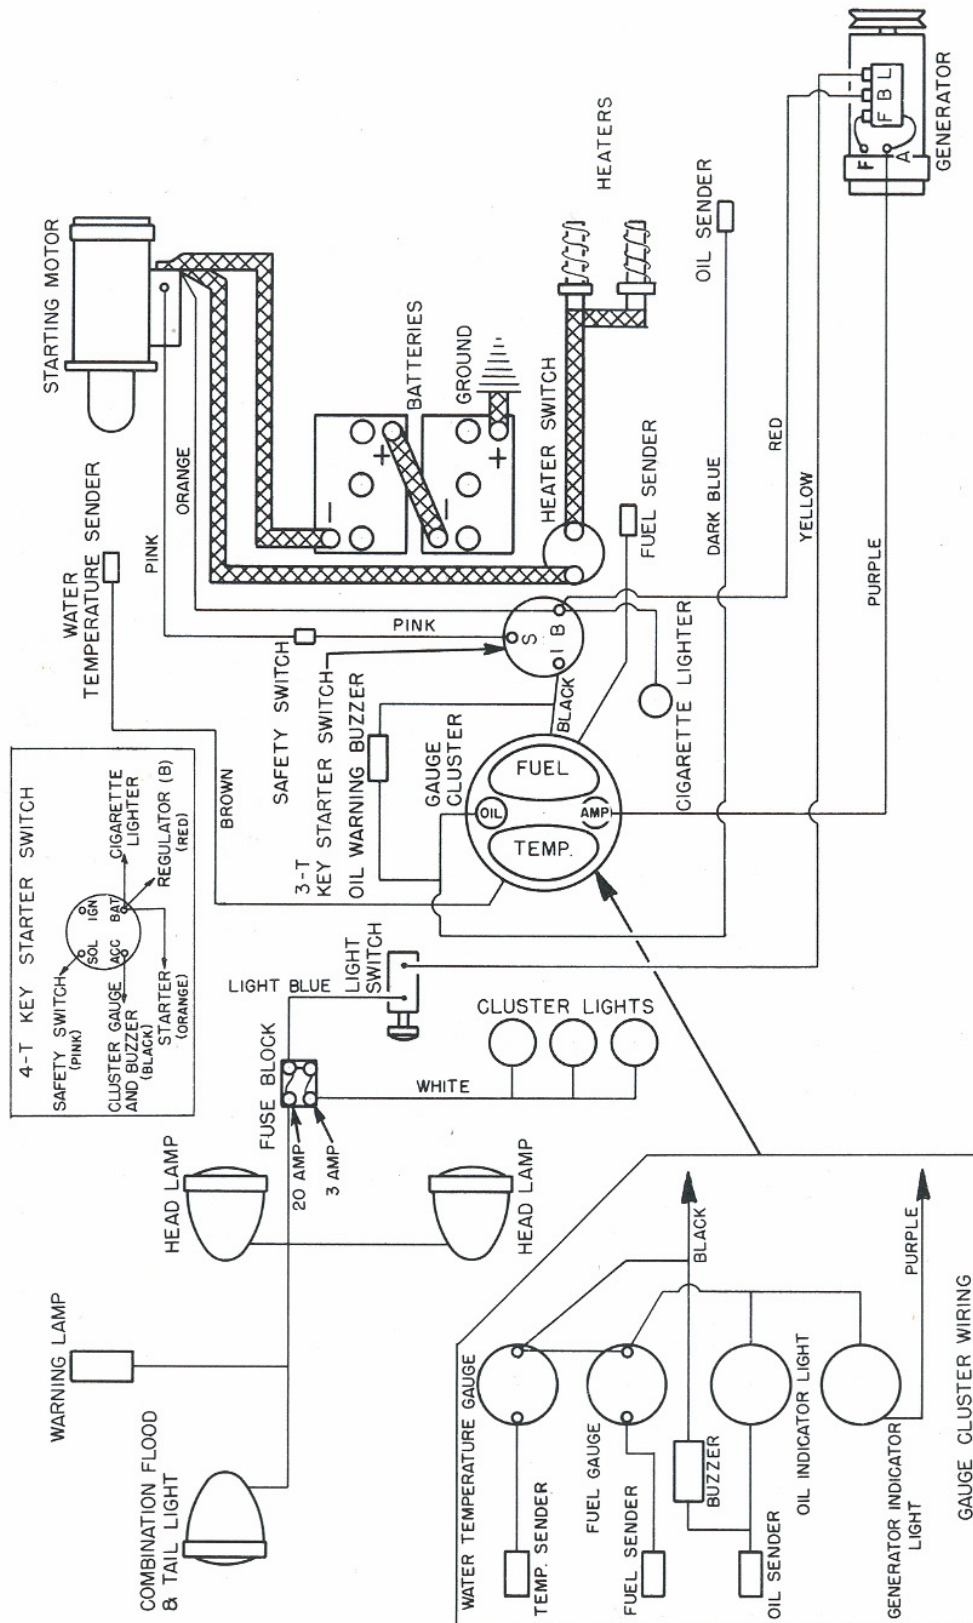 4-T KEY STARTER SWITCH
SAFETY SWITCH
(PINK)
CLUSTER GAUGE
AND BUZZER
(BLACK)
STARTER
(ORANGE)
SOL
IGN
ACC
BAT
CIGARETTE
LIGHTER
REGULATOR (B)
(RED)
WATER
TEMPERATURE SENDER
STARTING MOTOR
WARNING LAMP
COMBINATION FLOOD
& TAIL LIGHT
HEAD LAMP
HEAD LAMP
FUSE BLOCK
20 AMP
3 AMP
LIGHT BLUE
LIGHT
SWITCH
WHITE
CLUSTER LIGHTS
BROWN
PINK
ORANGE
PINK
SAFETY SWITCH
3-T
KEY STARTER SWITCH
OIL WARNING BUZZER
GAUGE
CLUSTER
OIL
FUEL
AMP
TEMP.
BLACK
S
I
B
BATTERIES
-
+
-
+
GROUND
HEATER SWITCH
HEATERS
FUEL SENDER
CIGARETTE LIGHTER
OIL SENDER
DARK BLUE
RED
YELLOW
PURPLE
GENERATOR
F
B
L
F
A
WATER TEMPERATURE GAUGE
TEMP. SENDER
FUEL GAUGE
FUEL SENDER
BUZZER
OIL SENDER
OIL INDICATOR LIGHT
GENERATOR INDICATOR
LIGHT
BLACK
PURPLE
GAUGE CLUSTER WIRING